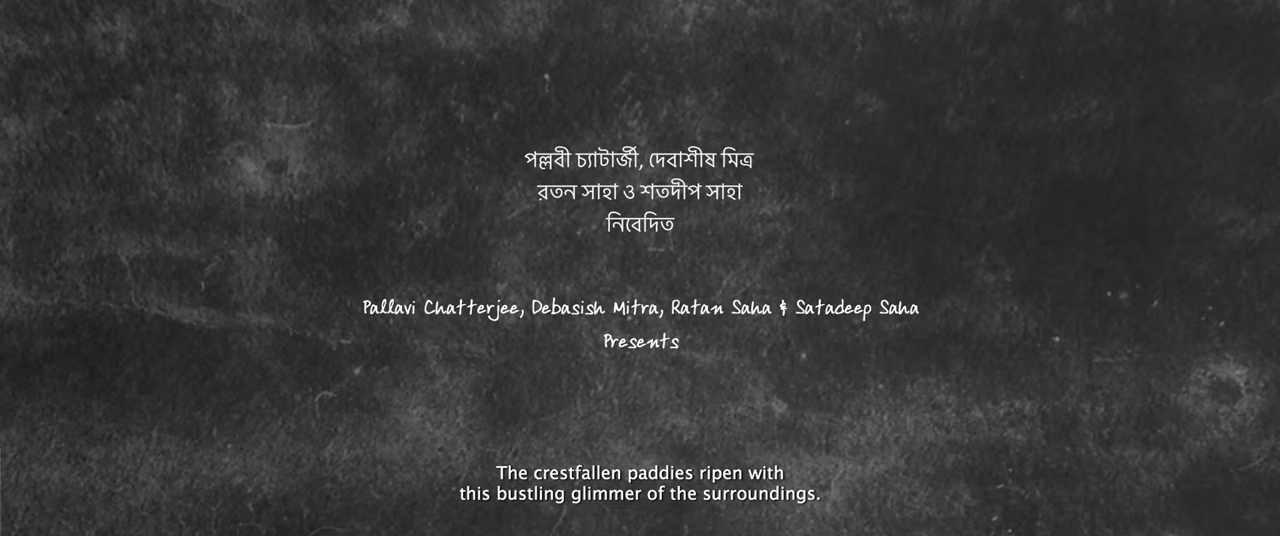 পল্লবী চ্যাটার্জী, দেবাশীষ মিত্র
রতন সাহা ও শতদীপ সাহা
নিবেদিত
Pallavi Chatterjee, Debasish Mitra, Ratan Saha & Satadeep Saha
Presents
The crestfallen paddies ripen with
this bustling glimmer of the surroundings.